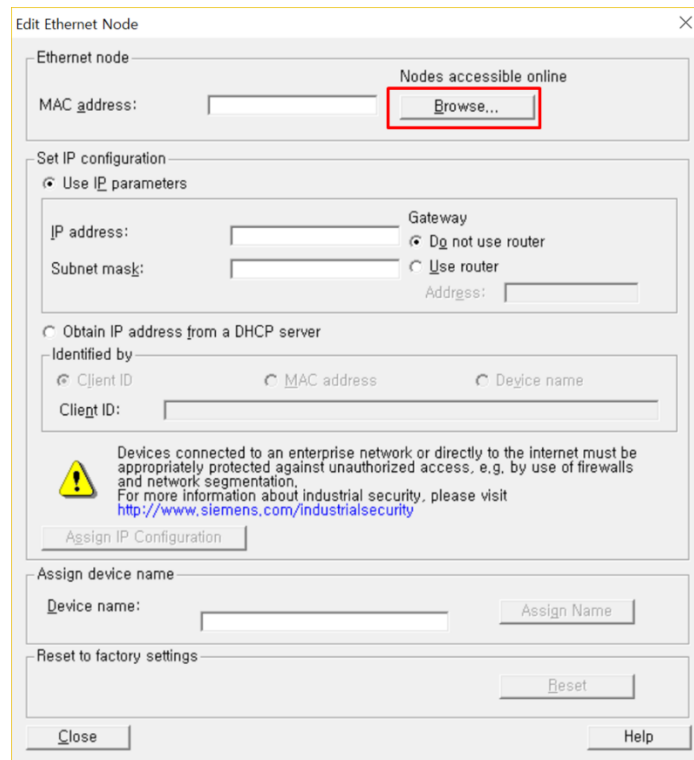 Edit Ethernet Node
Ethernet node
Nodes accessible online
MAC address:
Browse...
Set IP configuration
Use IP parameters
Gateway
IP address:
Do not use router
Subnet mask:
Use router
Address:
Obtain IP address from a DHCP server
Identified by
Client ID MAC address Device name
Client ID:
Devices connected to an enterprise network or directly to the internet must be
appropriately protected against unauthorized access, e.g. by use of firewalls
and network segmentation.
For more information about industrial security, please visit
http://www.siemens.com/industrialsecurity
Assign IP Configuration
Assign device name
Device name:
Assign Name
Reset to factory settings
Reset
Close Help